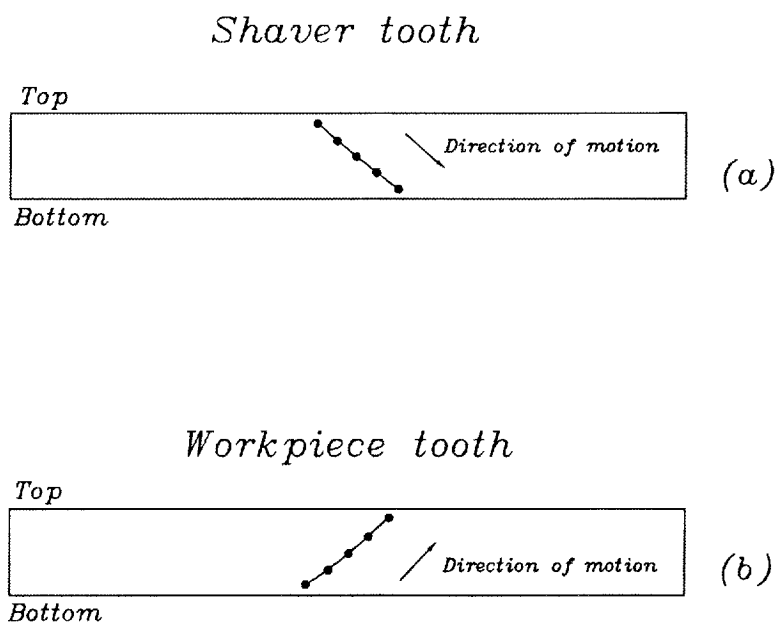 Shaver tooth
Top
Direction of motion
(a)
Bottom
Workpiece tooth
Top
Direction of motion
(b)
Bottom